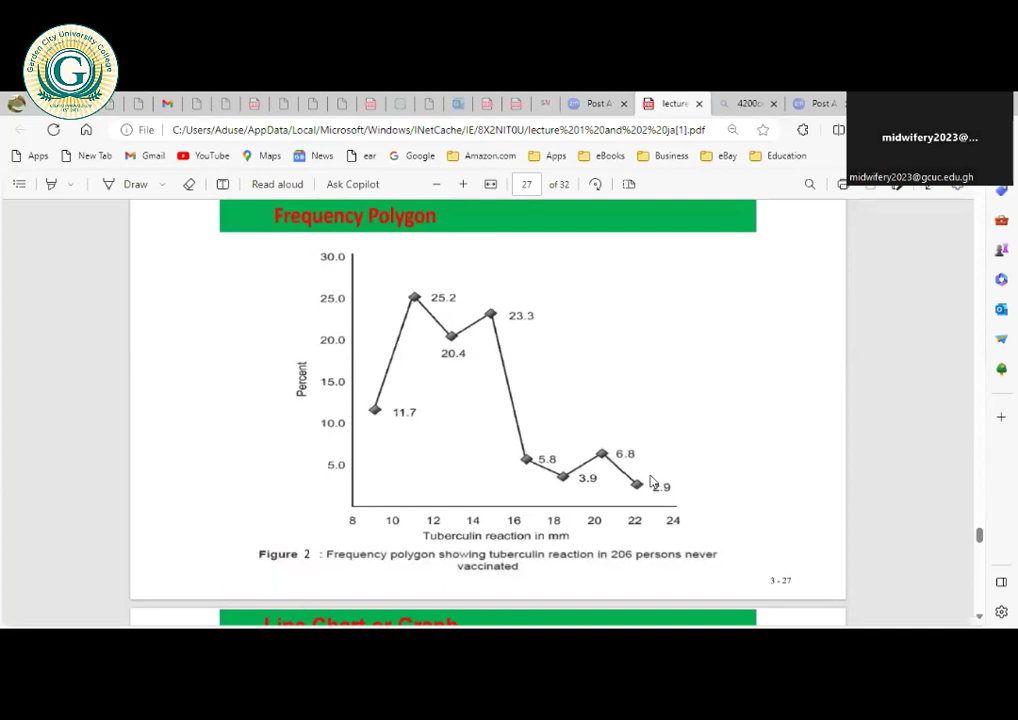 Garden City University College
G
Post A
lecture
4200c
Post A
File
C:/Users/Aduse/AppData/Local/Microsoft/Windows/INetCache/IE/8X2NIT0U/lecture%201%20and%202%20ja[1].pdf
midwifery2023@...
midwifery2023@gcuc.edu.gh
Apps
New Tab
Gmail
YouTube
Maps
News
ear
Google
Amazon.com
Apps
eBooks
Business
eBay
Education
Draw
Read aloud
Ask Copilot
27
of 32
Frequency Polygon
30.0
25.0
20.0
15.0
10.0
5.0
Percent
25.2
23.3
20.4
11.7
5.8
3.9
6.8
2.9
8 10 12 14 16 18 20 22 24
Tuberculin reaction in mm
Figure 2 : Frequency polygon showing tuberculin reaction in 206 persons never
vaccinated
3 - 27
Line Chart or Graph